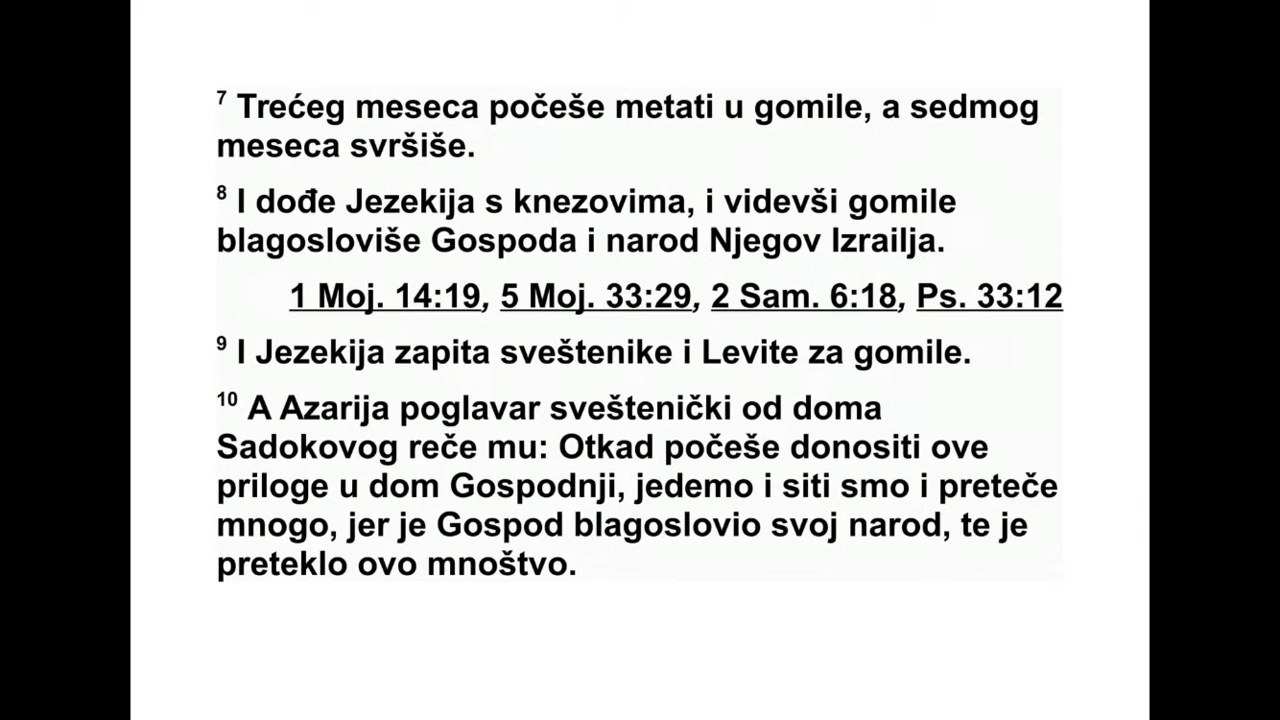 7 Trećeg meseca počeše metati u gomile, a sedmog
meseca svršiše.
8 I dođe Jezekija s knezovima, i videvši gomile
blagosloviše Gospoda i narod Njegov Izrailja.
1 Moj. 14:19, 5 Moj. 33:29, 2 Sam. 6:18, Ps. 33:12
9 I Jezekija zapita sveštenike i Levite za gomile.
10 A Azarija poglavar sveštenički od doma
Sadokovog reče mu: Otkad počeše donositi ove
priloge u dom Gospodnji, jedemo i siti smo i preteče
mnogo, jer je Gospod blagoslovio svoj narod, te je
preteklo ovo mnoštvo.